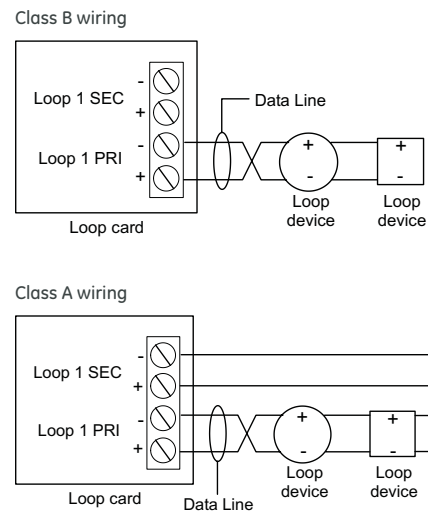 Class B wiring
-
Loop 1 SEC
+
Data Line
-
Loop 1 PRI
+
+
-
+
-
Loop card
Loop
device
Loop
device
Class A wiring
-
Loop 1 SEC
+
-
Loop 1 PRI
+
+
-
+
-
Loop card
Data Line
Loop
device
Loop
device